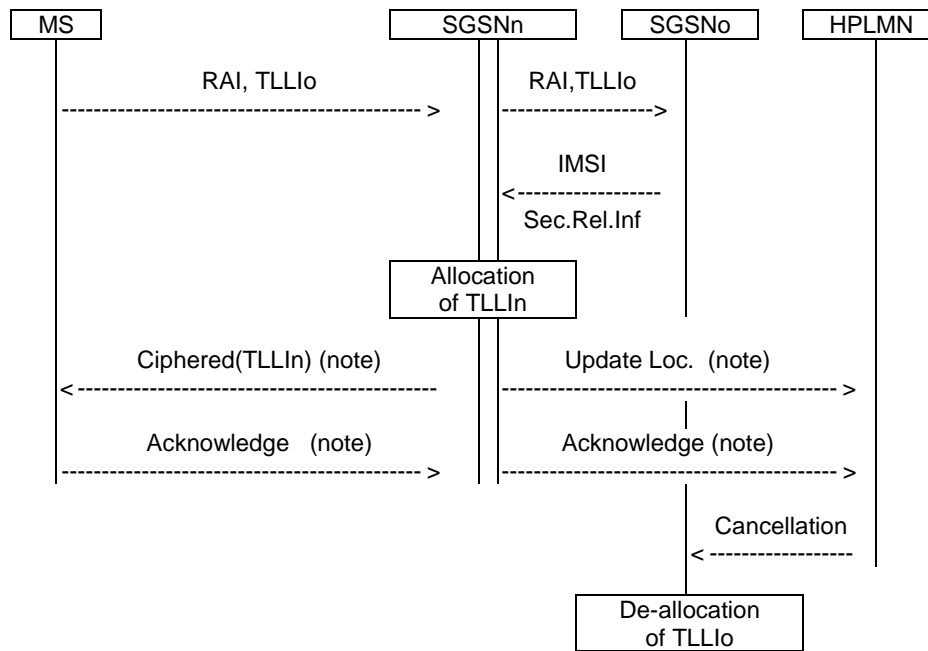 MS SGSNn SGSNo HPLMN
RAI, TLLIo RAI,TLLIo
IMSI
Sec.Rel.Inf
Allocation
of TLLIn
Ciphered(TLLIn) (note) Update Loc. (note)
Acknowledge (note) Acknowledge (note)
Cancellation
De-allocation
of TLLIo